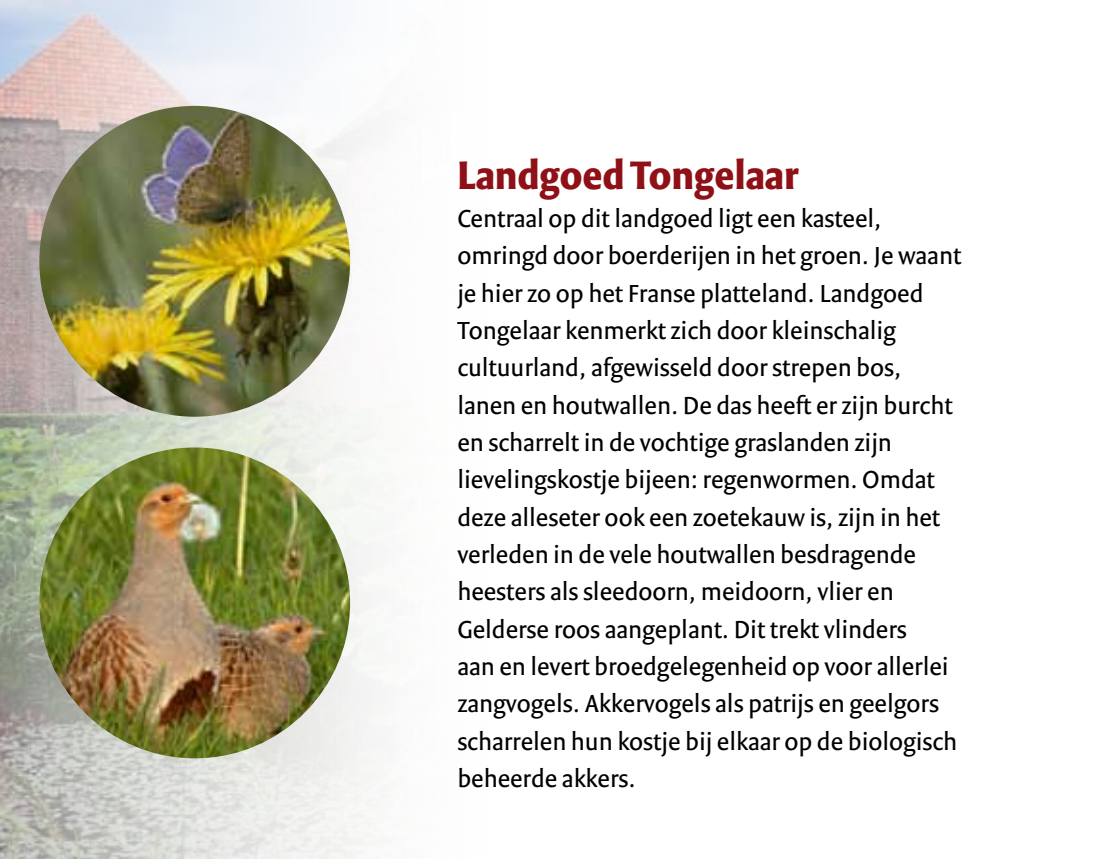 Landgoed Tongelaar
Centraal op dit landgoed ligt een kasteel,
omringd door boerderijen in het groen. Je waant
je hier zo op het Franse platteland. Landgoed
Tongelaar kenmerkt zich door kleinschalig
cultuurland, afgewisseld door strepen bos,
lanen en houtwallen. De das heeft er zijn burcht
en scharrelt in de vochtige graslanden zijn
lievelingskostje bijeen: regenwormen. Omdat
deze alleseter ook een zoetekauw is, zijn in het
verleden in de vele houtwallen besdragende
heesters als sleedoorn, meidoorn, vlier en
Gelderse roos aangeplant. Dit trekt vlinders
aan en levert broedgelegenheid op voor allerlei
zangvogels. Akkervogels als patrijs en geelgors
scharrelen hun kostje bij elkaar op de biologisch
beheerde akkers.